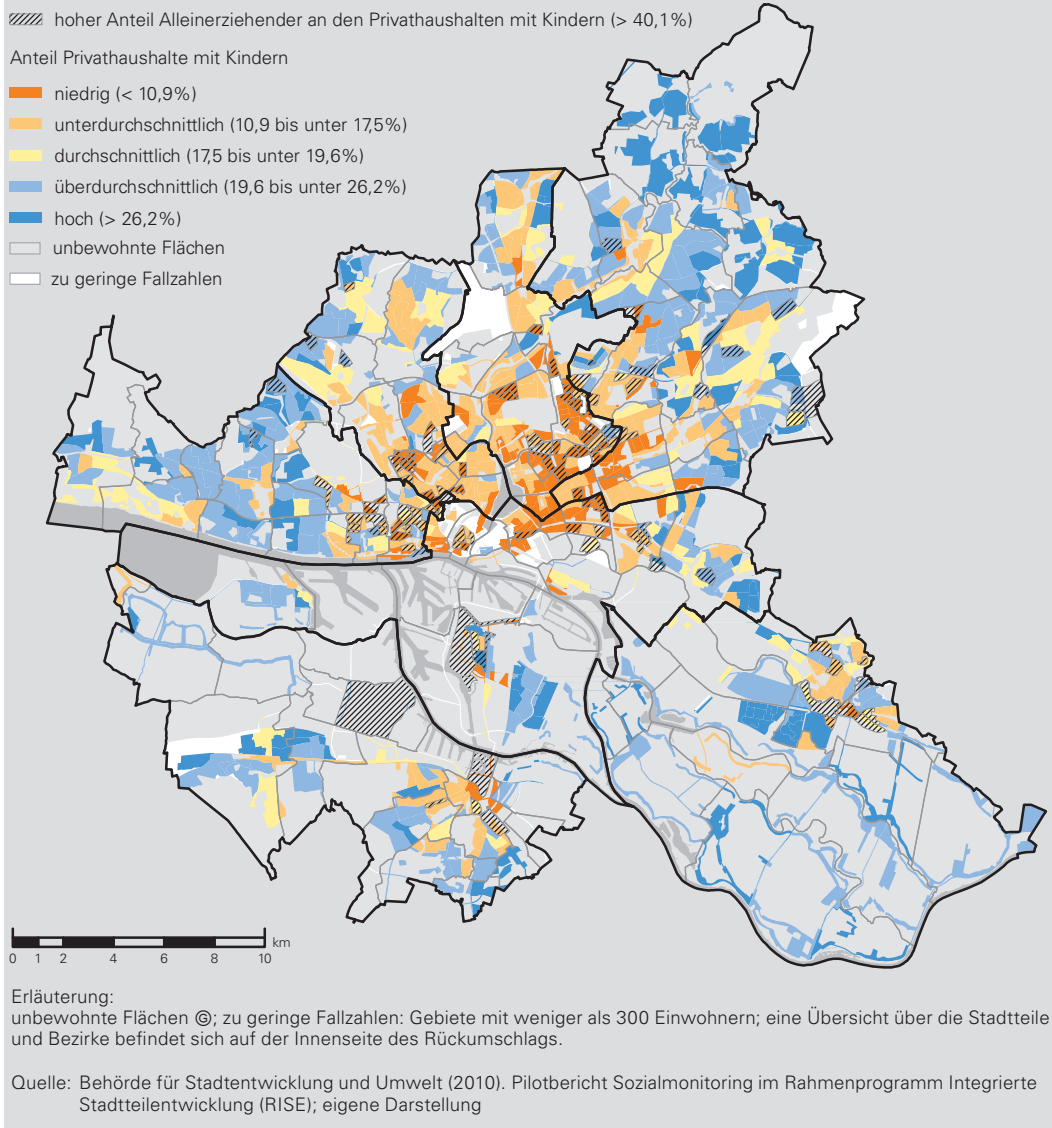 hoher Anteil Alleinerziehender an den Privathaushalten mit Kindern (> 40,1%)
Anteil Privathaushalte mit Kindern
niedrig (< 10,9%)
unterdurchschnittlich (10,9 bis unter 17,5%)
durchschnittlich (17,5 bis unter 19,6%)
überdurchschnittlich (19,6 bis unter 26,2%)
hoch (> 26,2%)
unbewohnte Flächen
zu geringe Fallzahlen
km
0 1 2 4 6 8 10
Erläuterung:
unbewohnte Flächen Ⓖ; zu geringe Fallzahlen: Gebiete mit weniger als 300 Einwohnern; eine Übersicht über die Stadtteile
und Bezirke befindet sich auf der Innenseite des Rückumschlags.
Quelle: Behörde für Stadtentwicklung und Umwelt (2010). Pilotbericht Sozialmonitoring im Rahmenprogramm Integrierte
Stadtteilentwicklung (RISE); eigene Darstellung